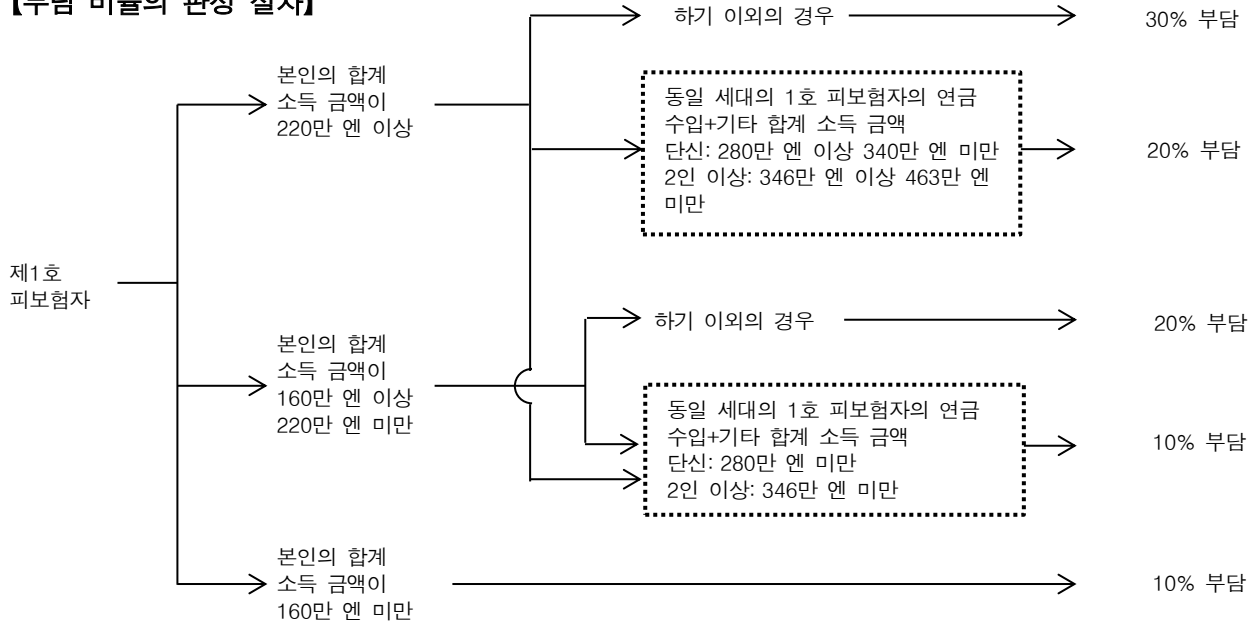 【부담 비율의 판정 절차】
하기 이외의 경우
30% 부담
본인의 합계
소득 금액이
220만 엔 이상
동일 세대의 1호 피보험자의 연금
수입+기타 합계 소득 금액
단신: 280만 엔 이상 340만 엔 미만
2인 이상: 346만 엔 이상 463만 엔
미만
20% 부담
제1호
피보험자
하기 이외의 경우
20% 부담
본인의 합계
소득 금액이
160만 엔 이상
220만 엔 미만
동일 세대의 1호 피보험자의 연금
수입+기타 합계 소득 금액
단신: 280만 엔 미만
2인 이상: 346만 엔 미만
10% 부담
본인의 합계
소득 금액이
160만 엔 미만
10% 부담